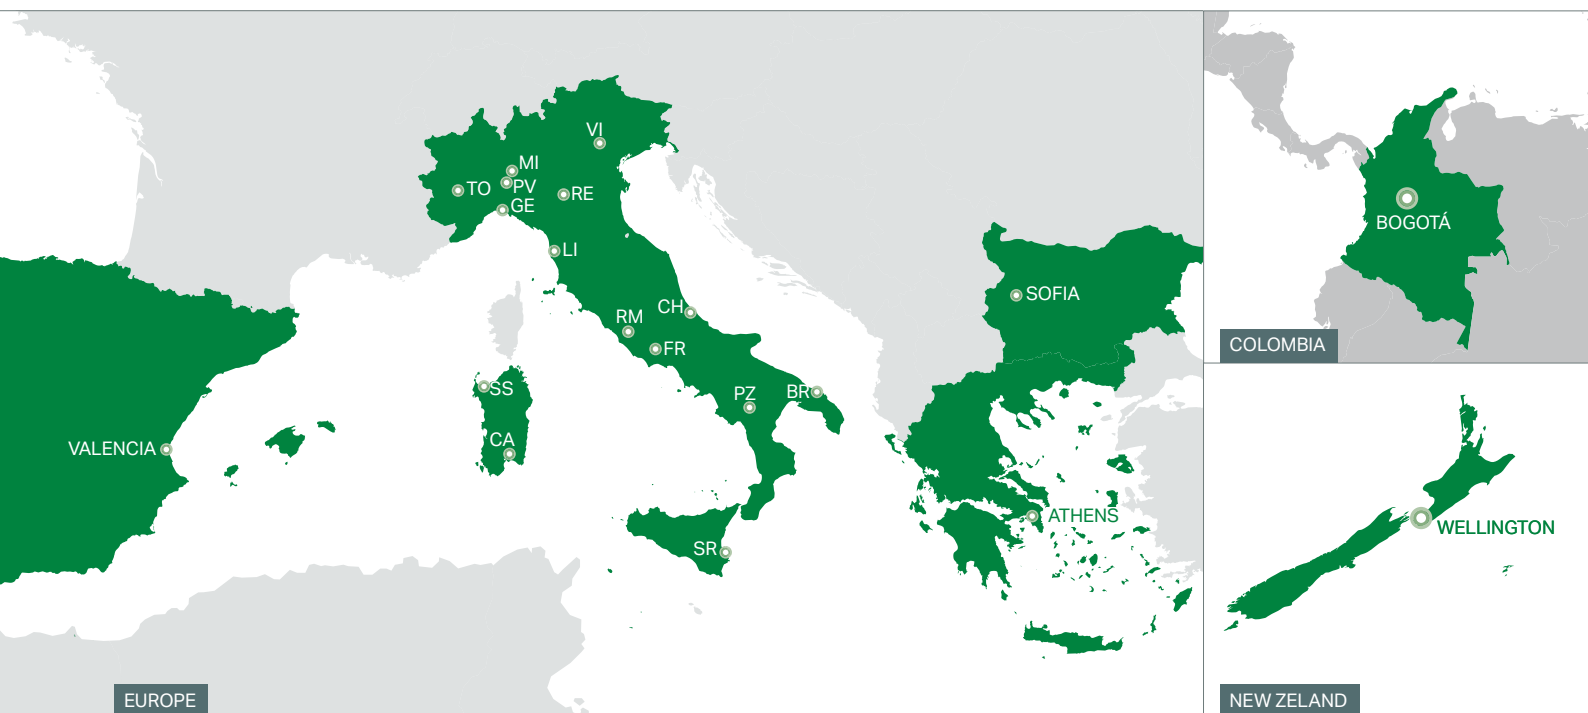 VI
MI
TO
PV
RE
GE
LI
CH
RM
FR
SS
PZ
BR
CA
VALENCIA
SR
SOFIA
ATHENS
EUROPE
BOGOTÁ
COLOMBIA
WELLINGTON
NEW ZELAND